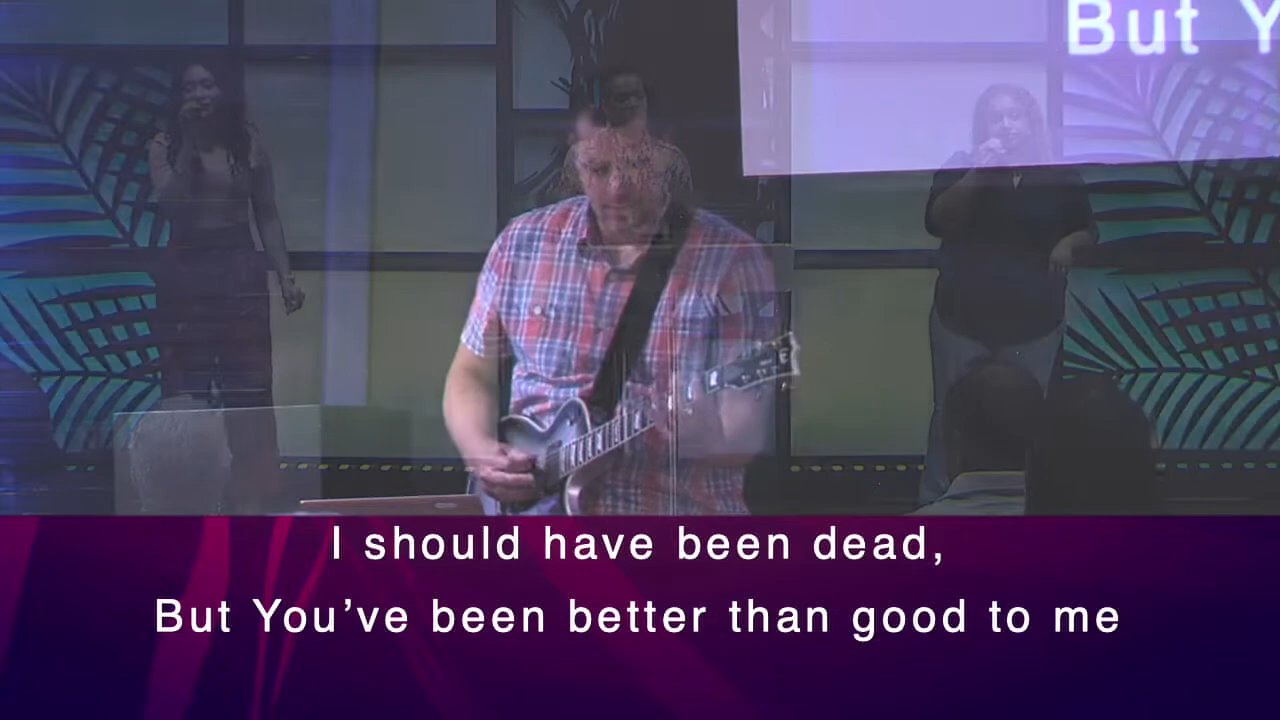 But Y
I should have been dead,
But You’ve been better than good to me